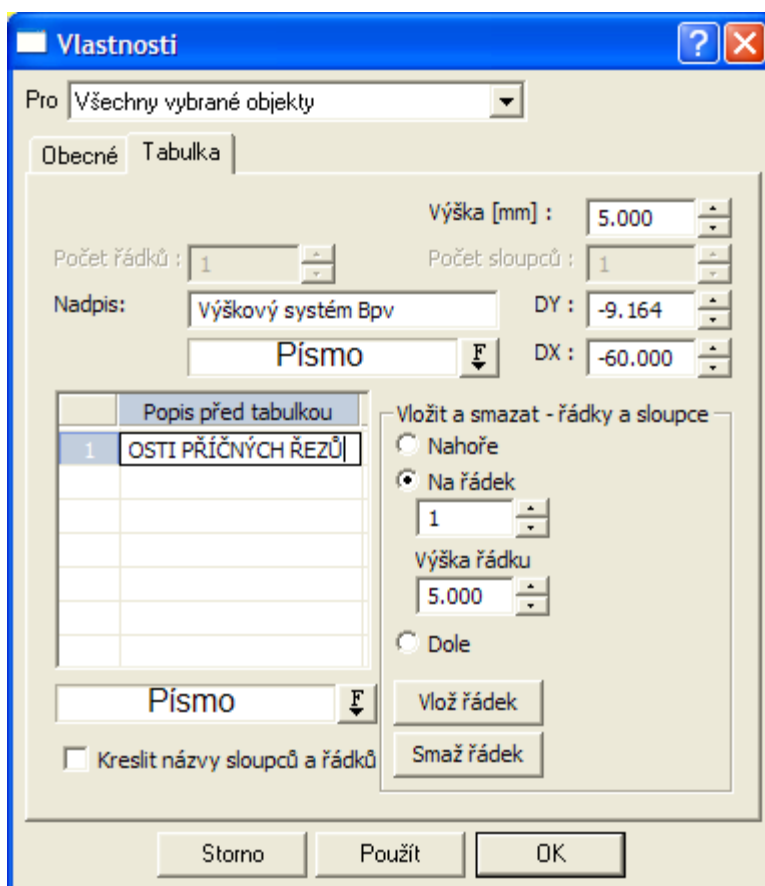 Vlastnosti
Pro Všechny vybrané objekty
Obecné Tabulka
Výška [mm] : 5.000
Počet řádků : 1 Počet sloupců : 1
Nadpis: Výškový systém Bpv DY : -9.164
Písmo F DX : -60.000
Popis před tabulkou
1 OSTI PŘÍČNÝCH ŘEZŮ
Vložit a smazat - řádky a sloupce
Nahoře
Na řádek
1
Výška řádku
5.000
Dole
Písmo F
Vlož řádek
Kreslit názvy sloupců a řádků
Smaž řádek
Storno Použít OK